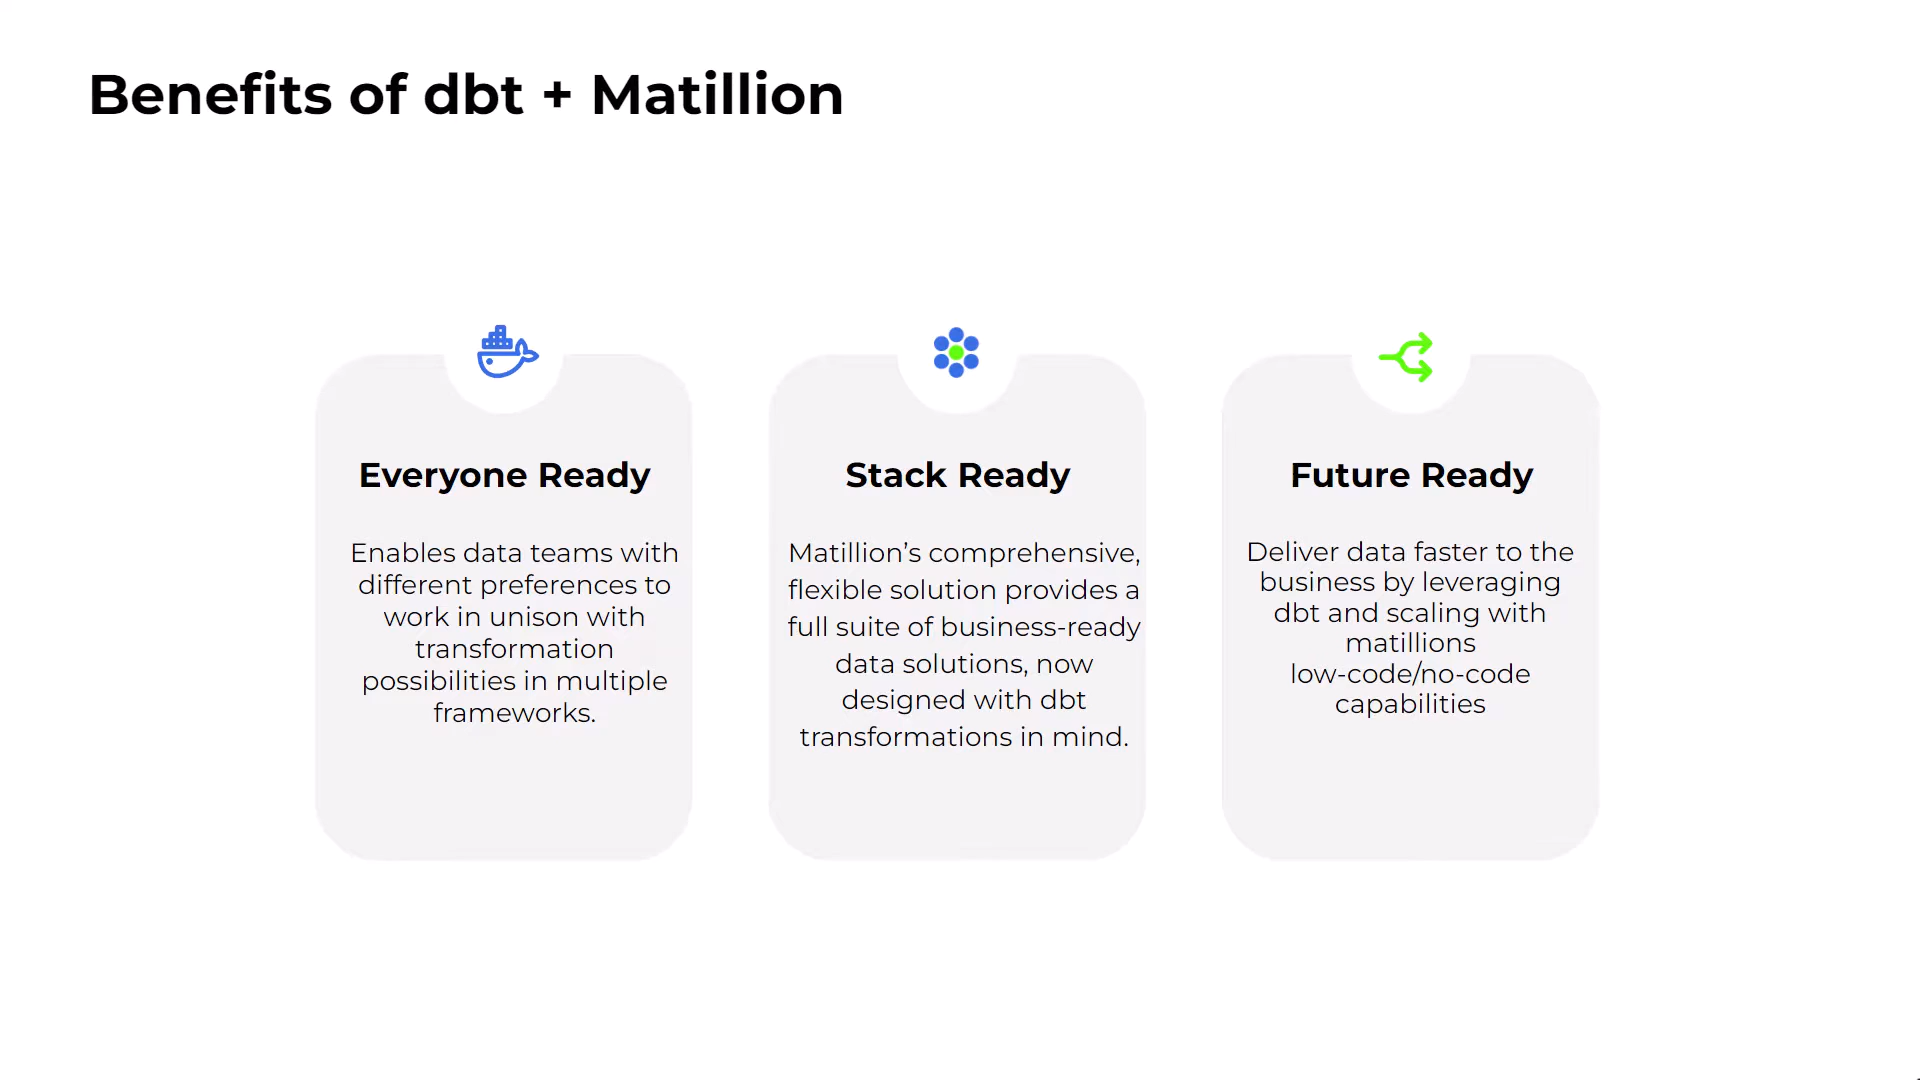 Benefits of dbt + Matillion
Everyone Ready
Enables data teams with
different preferences to
work in unison with
transformation
possibilities in multiple
frameworks.
Stack Ready
Matillion’s comprehensive,
flexible solution provides a
full suite of business-ready
data solutions, now
designed with dbt
transformations in mind.
Future Ready
Deliver data faster to the
business by leveraging
dbt and scaling with
matillions
low-code/no-code
capabilities